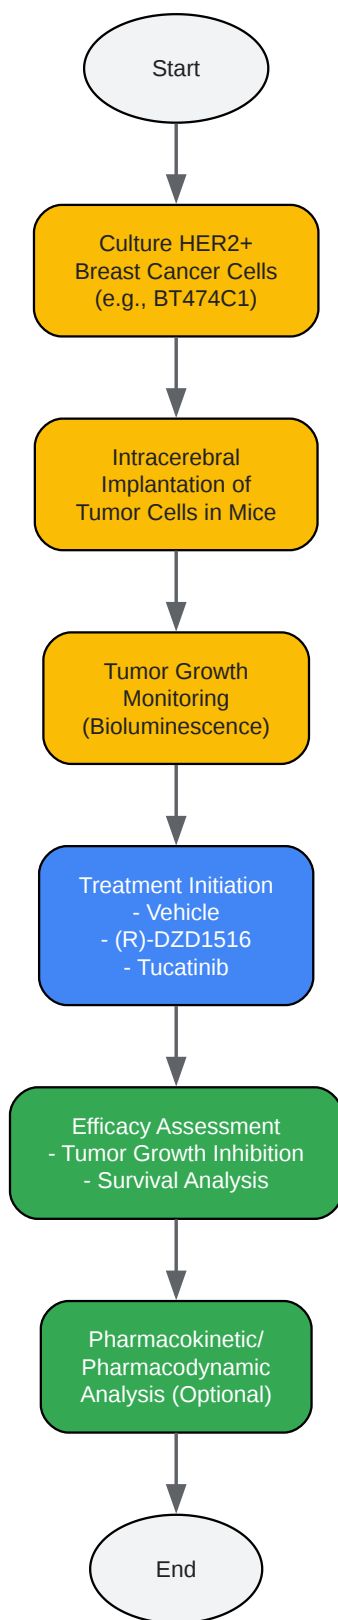 Start
Culture HER2+
Breast Cancer Cells
(e.g., BT474C1)
Intracerebral
Implantation of
Tumor Cells in Mice
Tumor Growth
Monitoring
(Bioluminescence)
Treatment Initiation
- Vehicle
- (R)-DZD1516
- Tucatinib
Efficacy Assessment
- Tumor Growth Inhibition
- Survival Analysis
Pharmacokinetic/
Pharmacodynamic
Analysis (Optional)
End